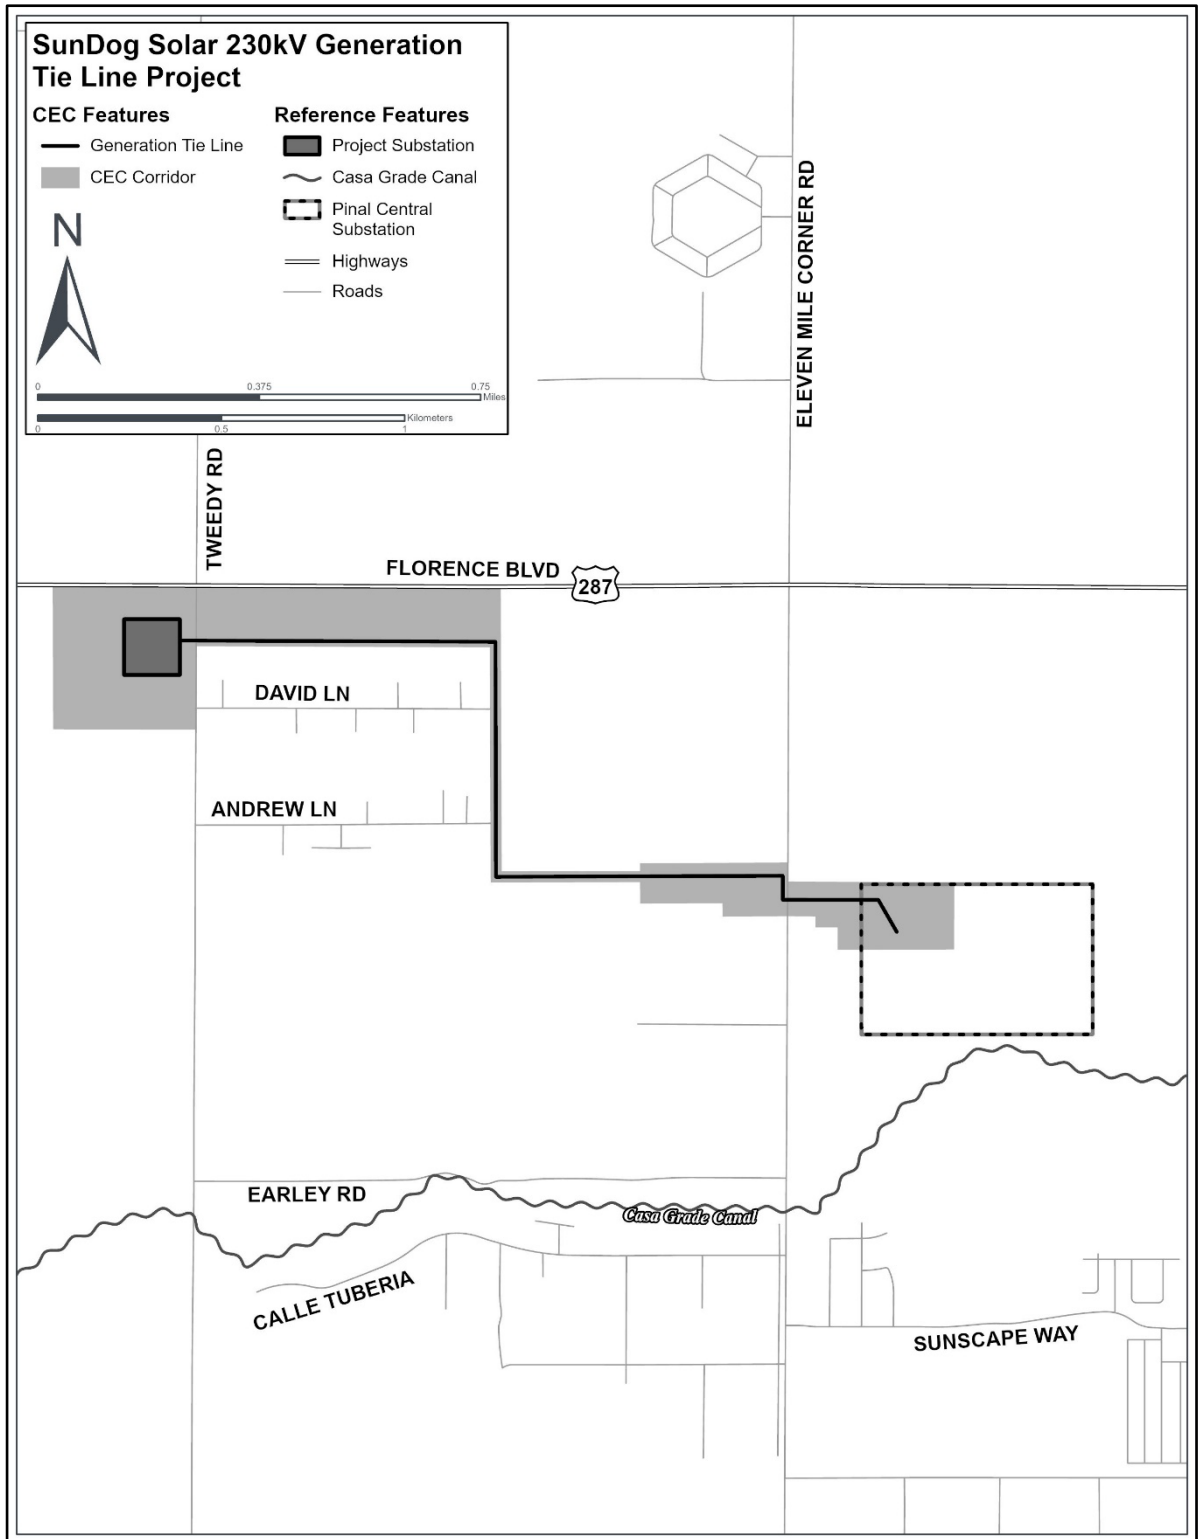 SunDog Solar 230kV Generation
Tie Line Project
CEC Features
Generation Tie Line
CEC Corridor
Reference Features
Project Substation
Casa Grade Canal
Pinal Central
Substation
Highways
Roads
N
0 0.375 0.75
Miles
Kilometers
0 0.5 1
ELEVEN MILE CORNER RD
TWEEDY RD
FLORENCE BLVD
287
DAVID LN
ANDREW LN
EARLEY RD
Casa Grade Canal
CALLE TUBERIA
SUNSCAPE WAY